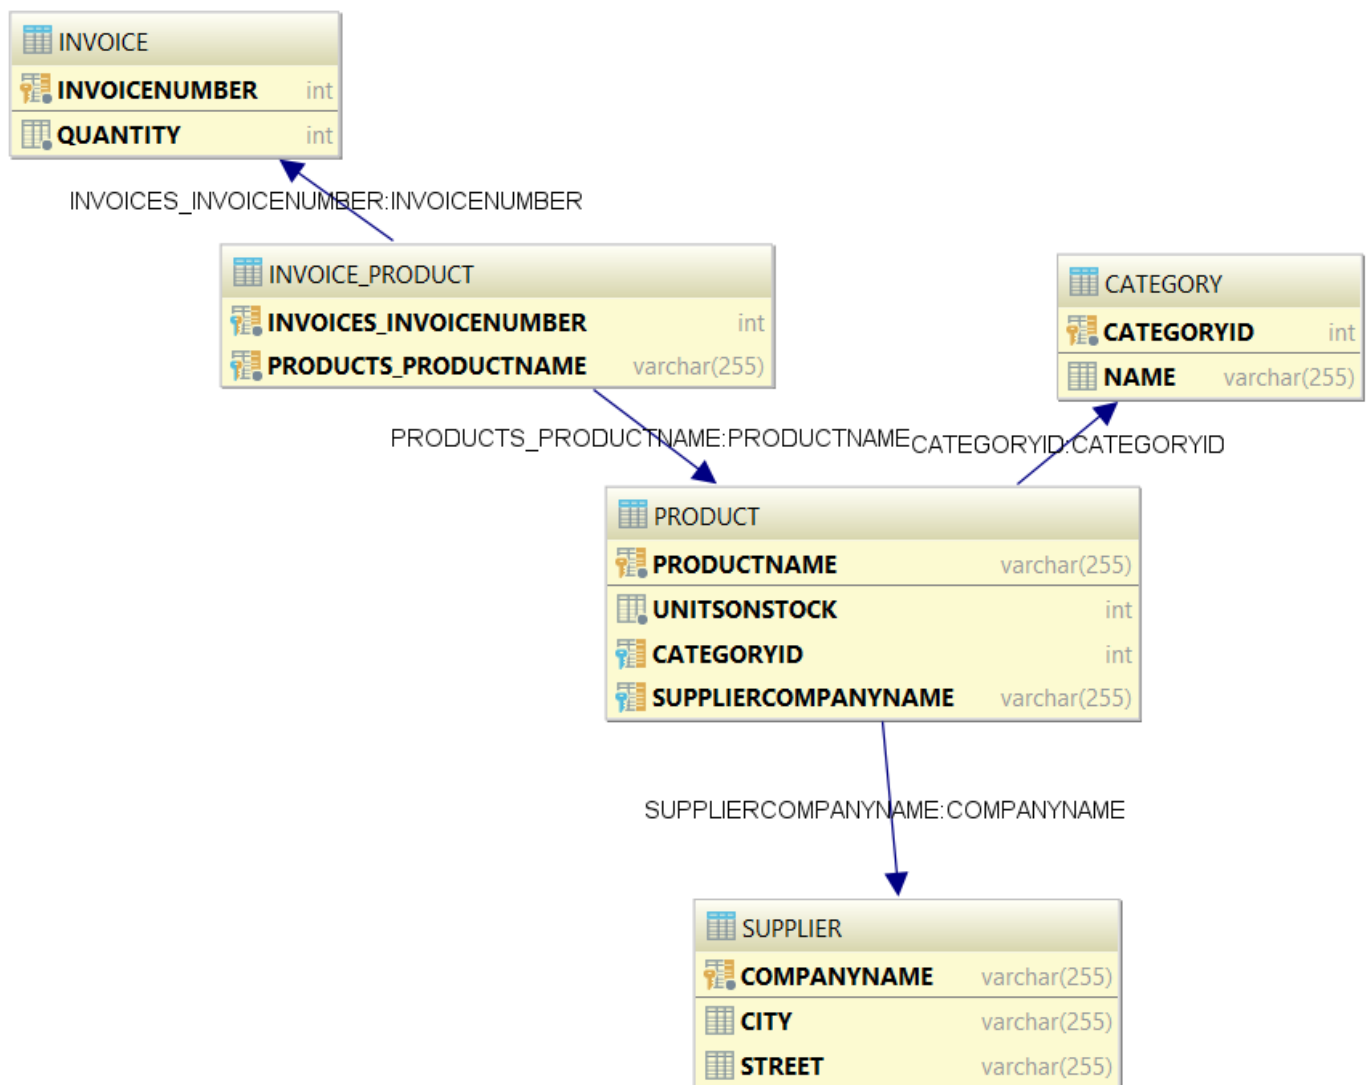 INVOICE
INVOICENUMBER int
QUANTITY int
INVOICES_INVOICENUMBER:INVOICENUMBER
INVOICE_PRODUCT
INVOICES_INVOICENUMBER int
PRODUCTS_PRODUCTNAME varchar(255)
CATEGORY
CATEGORYID int
NAME varchar(255)
PRODUCTS_PRODUCTNAME:PRODUCTNAME
CATEGORYID:CATEGORYID
PRODUCT
PRODUCTNAME varchar(255)
UNITSONSTOCK int
CATEGORYID int
SUPPLIERCOMPANYNAME varchar(255)
SUPPLIERCOMPANYNAME:COMPANYNAME
SUPPLIER
COMPANYNAME varchar(255)
CITY varchar(255)
STREET varchar(255)